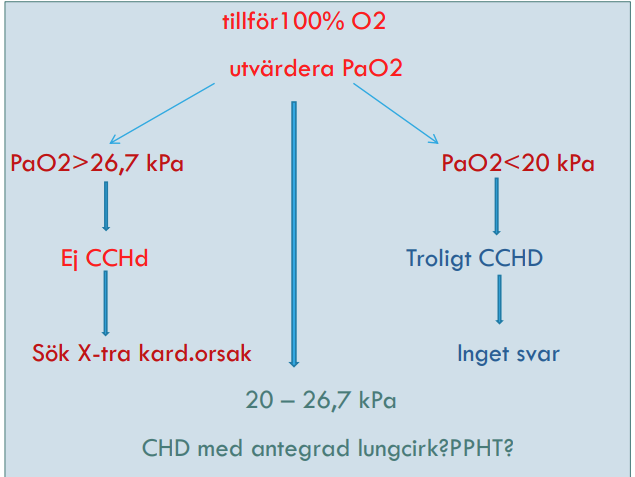 tillför100% O2
utvärdera PaO2
PaO2>26,7 kPa
PaO2<20 kPa
Ej CCHd
Troligt CCHD
Sök X-tra kard.orsak
Inget svar
20 – 26,7 kPa
CHD med antegrad lungcirk?PPHT?